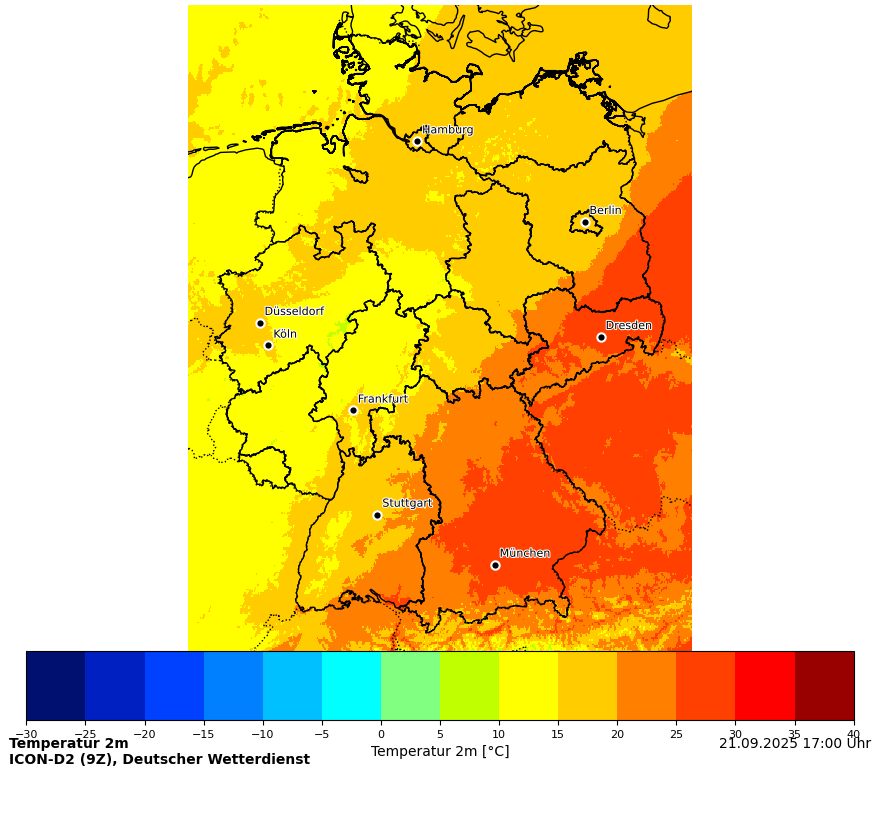 Hamburg
Berlin
Düsseldorf
Köln
Dresden
Frankfurt
Stuttgart
München
−30 −25 −20 −15 −10 −5 0 5 10 15 20 25 30 35 40
Temperatur 2m [°C]
Temperatur 2m
ICON-D2 (9Z), Deutscher Wetterdienst
21.09.2025 17:00 Uhr